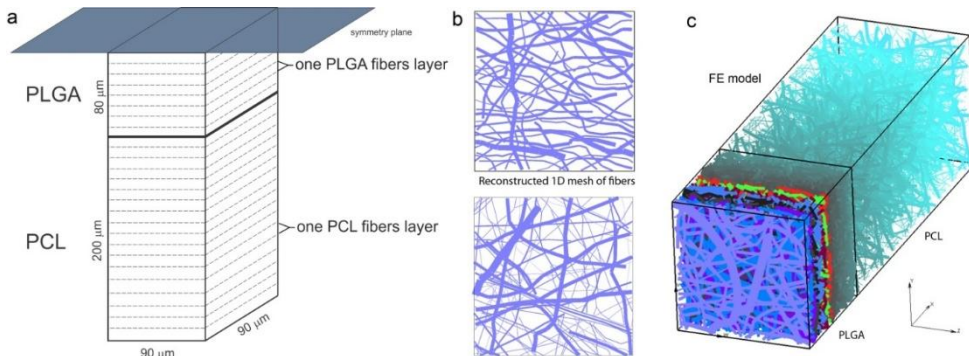 a
symmetry plane
PLGA
80 μm
one PLGA fibers layer
PCL
200 μm
one PCL fibers layer
90 μm
90 μm
b
Reconstructed 1D mesh of fibers
c
FE model
PCL
PLGA
Y
X
Z